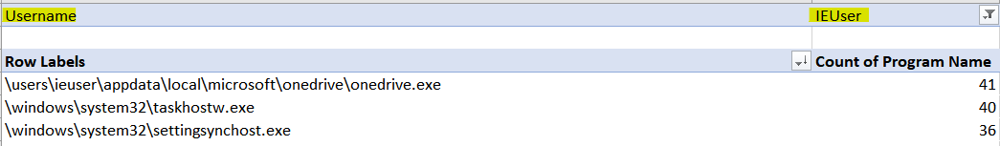 Username IEUser
Row Labels Count of Program Name
\users\ieuser\appdata\local\microsoft\onedrive\onedrive.exe 41
\windows\system32\taskhostw.exe 40
\windows\system32\settingsynchost.exe 36